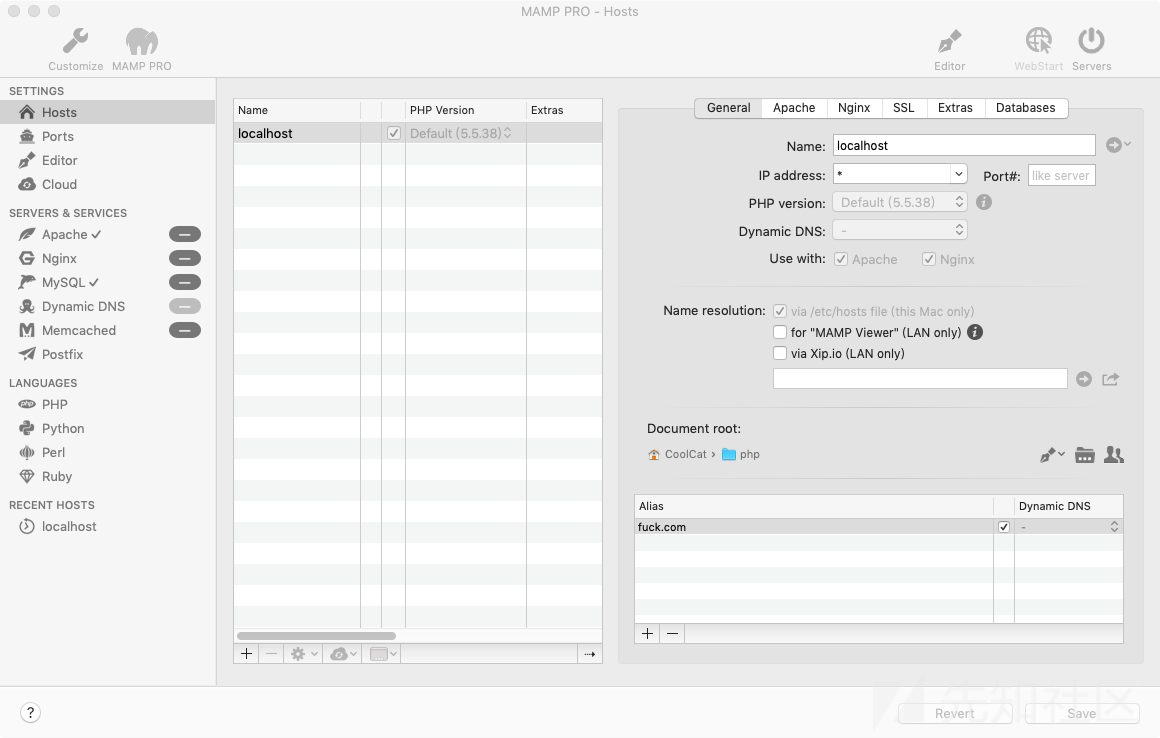 MAMP PRO - Hosts
Customize MAMP PRO Editor WebStart Servers
SETTINGS
Hosts
Ports
Editor
Cloud
SERVERS & SERVICES
Apache ✓
Nginx
MySQL ✓
Dynamic DNS
Memcached
Postfix
LANGUAGES
php PHP
Python
Perl
Ruby
RECENT HOSTS
localhost
Name PHP Version Extras
localhost Default (5.5.38)
General Apache Nginx SSL Extras Databases
Name: localhost
IP address: * Port#: like server
PHP version: Default (5.5.38)
Dynamic DNS: -
Use with: Apache Nginx
Name resolution: via /etc/hosts file (this Mac only)
for "MAMP Viewer" (LAN only)
via Xip.io (LAN only)
Document root:
CoolCat › php
Alias Dynamic DNS
fuck.com -
+ −
+ −
?
Revert Save
先知社区